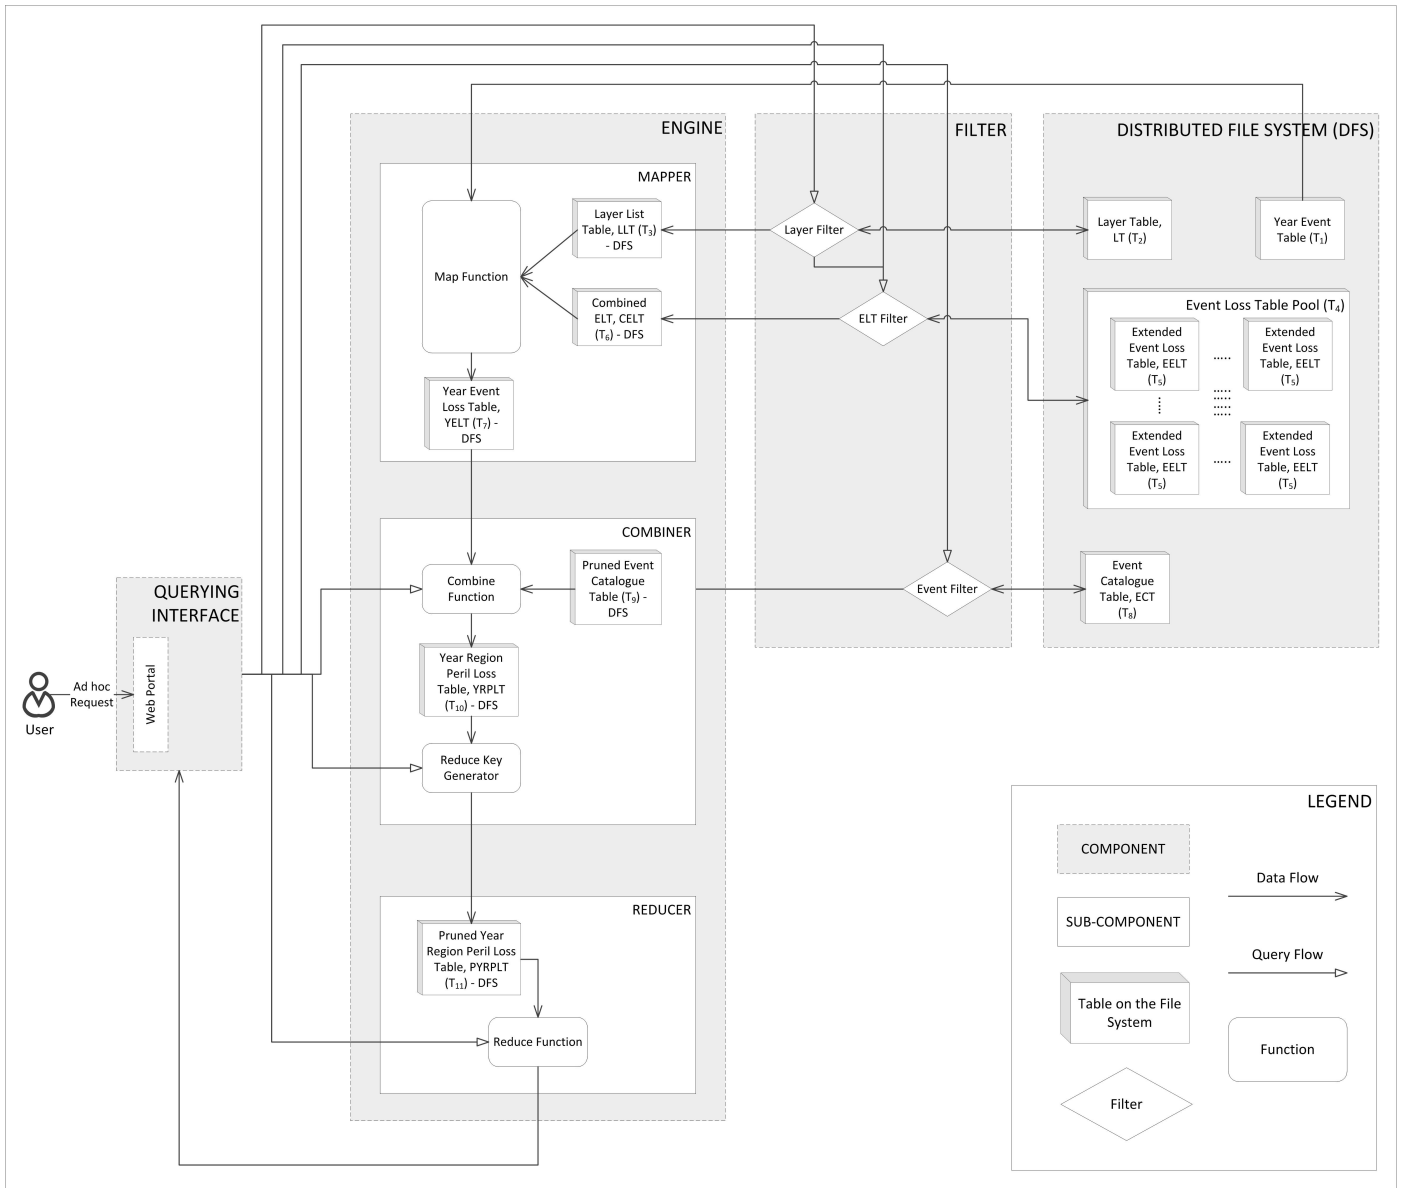 ENGINE
FILTER
DISTRIBUTED FILE SYSTEM (DFS)
MAPPER
Map Function
Layer List
Table, LLT (T₃)
- DFS
Combined
ELT, CELT
(T₆) - DFS
Year Event
Loss Table,
YELT (T₇) -
DFS
Layer Filter
ELT Filter
Layer Table,
LT (T₂)
Year Event
Table (T₁)
Event Loss Table Pool (T₄)
Extended
Event Loss
Table, EELT
(T₅)
.....
Extended
Event Loss
Table, EELT
(T₅)
.....
.....
.....
.....
Extended
Event Loss
Table, EELT
(T₅)
.....
Extended
Event Loss
Table, EELT
(T₅)
COMBINER
Combine
Function
Pruned Event
Catalogue
Table (T₉) -
DFS
Event Filter
Event
Catalogue
Table, ECT
(T₈)
Year Region
Peril Loss
Table, YRPLT
(T₁₀) - DFS
Reduce Key
Generator
QUERYING
INTERFACE
Web Portal
Ad hoc
Request
User
REDUCER
Pruned Year
Region Peril Loss
Table, PYRPLT
(T₁₁) - DFS
Reduce Function
LEGEND
COMPONENT
Data Flow
SUB-COMPONENT
Query Flow
Table on the File
System
Function
Filter